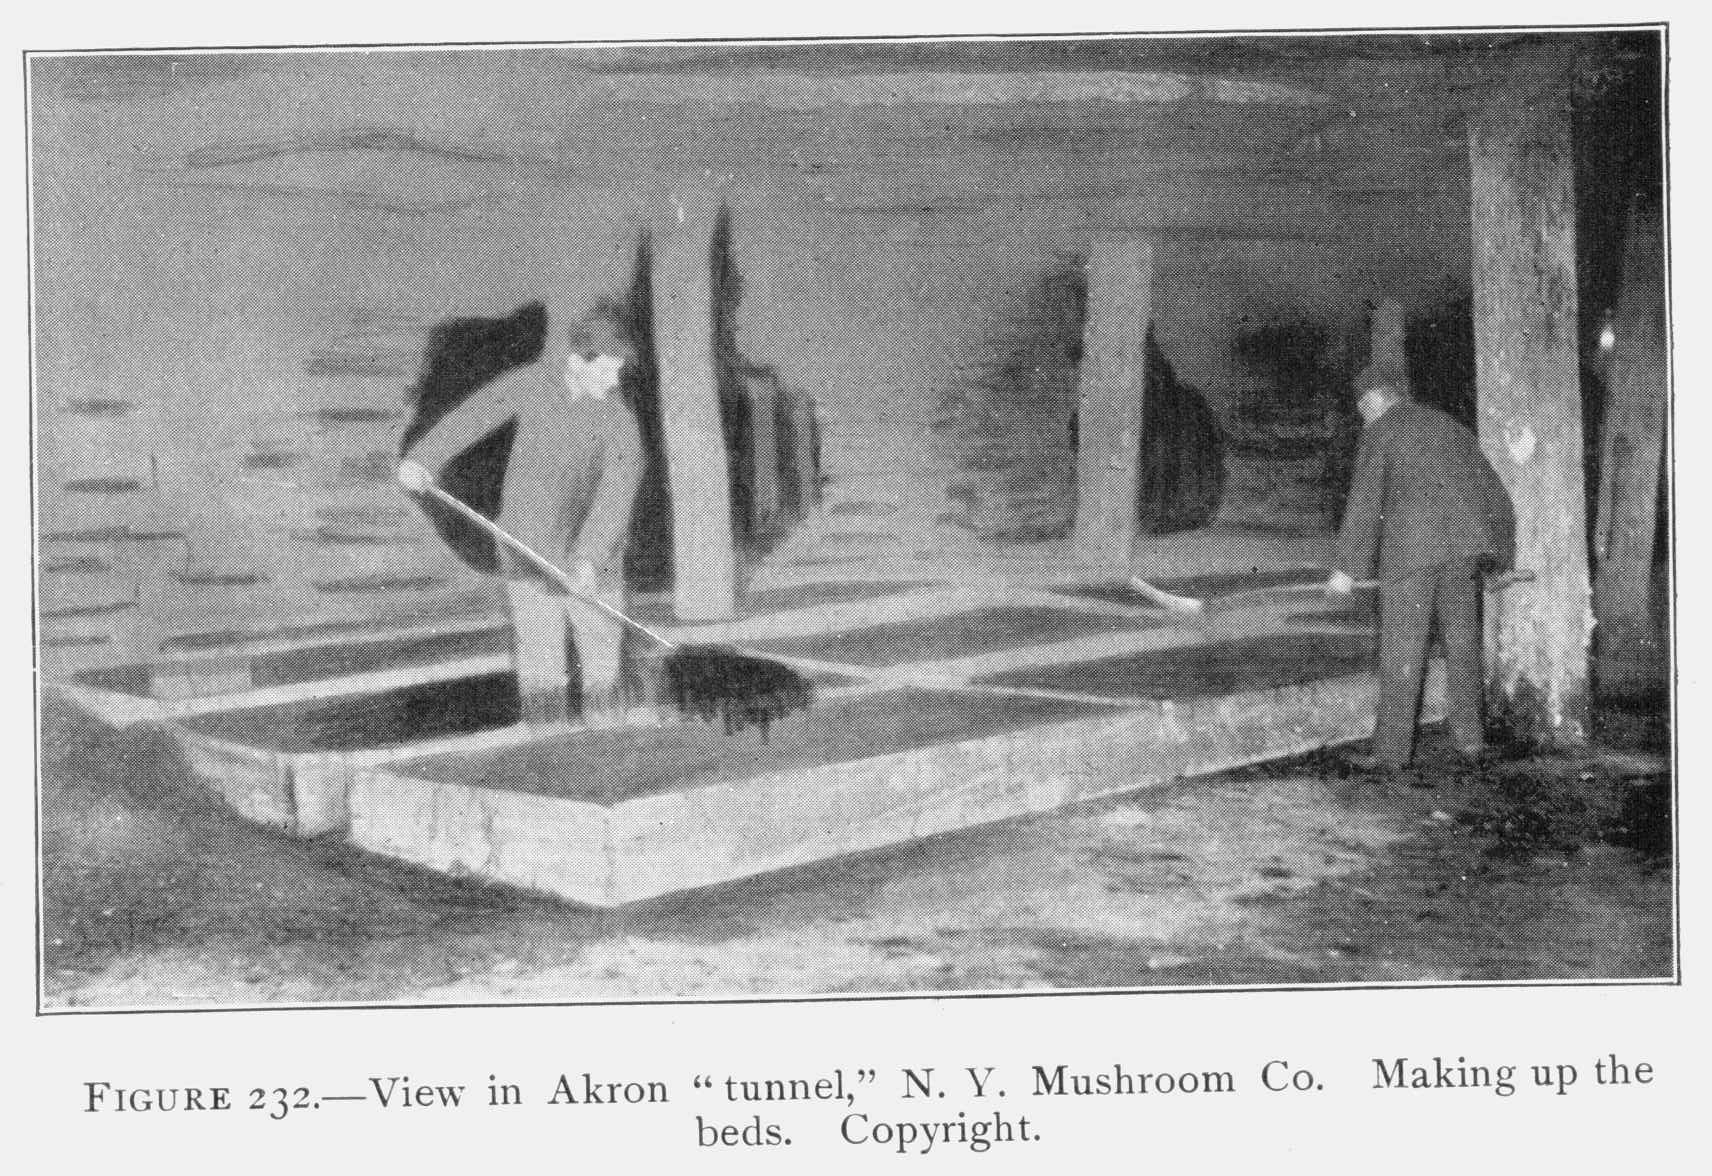 FIGURE 232.—View in Akron “tunnel,” N. Y. Mushroom Co. Making up the
beds. Copyright.